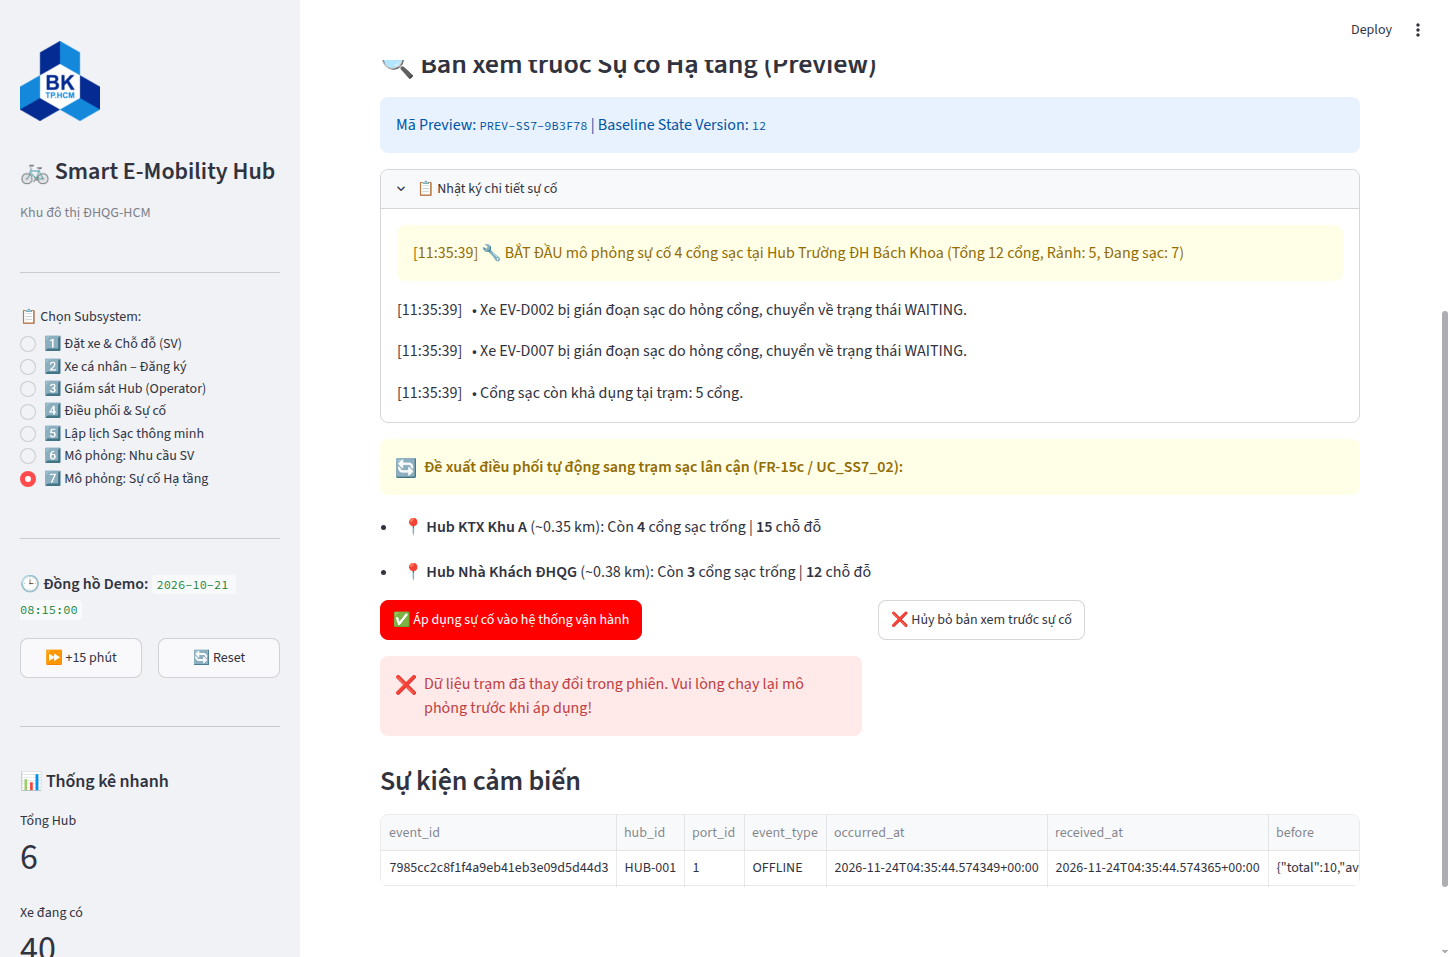 Deploy
BK
TP.HCM
Smart E-Mobility Hub
Khu đô thị ĐHQG-HCM
Chọn Subsystem:
1 Đặt xe & Chỗ đỗ (SV)
2 Xe cá nhân – Đăng ký
3 Giám sát Hub (Operator)
4 Điều phối & Sự cố
5 Lập lịch Sạc thông minh
6 Mô phỏng: Nhu cầu SV
7 Mô phỏng: Sự cố Hạ tầng
Đồng hồ Demo: 2026-10-21
08:15:00
+15 phút
Reset
Thống kê nhanh
Tổng Hub
6
Xe đang có
40
Bản xem trước Sự cố Hạ tầng (Preview)
Mã Preview: PREV-SS7-9B3F78 | Baseline State Version: 12
Nhật ký chi tiết sự cố
[11:35:39] BẮT ĐẦU mô phỏng sự cố 4 cổng sạc tại Hub Trường ĐH Bách Khoa (Tổng 12 cổng, Rảnh: 5, Đang sạc: 7)
[11:35:39] • Xe EV-D002 bị gián đoạn sạc do hỏng cổng, chuyển về trạng thái WAITING.
[11:35:39] • Xe EV-D007 bị gián đoạn sạc do hỏng cổng, chuyển về trạng thái WAITING.
[11:35:39] • Cổng sạc còn khả dụng tại trạm: 5 cổng.
Đề xuất điều phối tự động sang trạm sạc lân cận (FR-15c / UC_SS7_02):
• Hub KTX Khu A (~0.35 km): Còn 4 cổng sạc trống | 15 chỗ đỗ
• Hub Nhà Khách ĐHQG (~0.38 km): Còn 3 cổng sạc trống | 12 chỗ đỗ
Áp dụng sự cố vào hệ thống vận hành
Hủy bỏ bản xem trước sự cố
Dữ liệu trạm đã thay đổi trong phiên. Vui lòng chạy lại mô
phỏng trước khi áp dụng!
Sự kiện cảm biến
event_id hub_id port_id event_type occurred_at received_at before
7985cc2c8f1f4a9eb41eb3e09d5d44d3 HUB-001 1 OFFLINE 2026-11-24T04:35:44.574349+00:00 2026-11-24T04:35:44.574365+00:00 {"total":10,"av